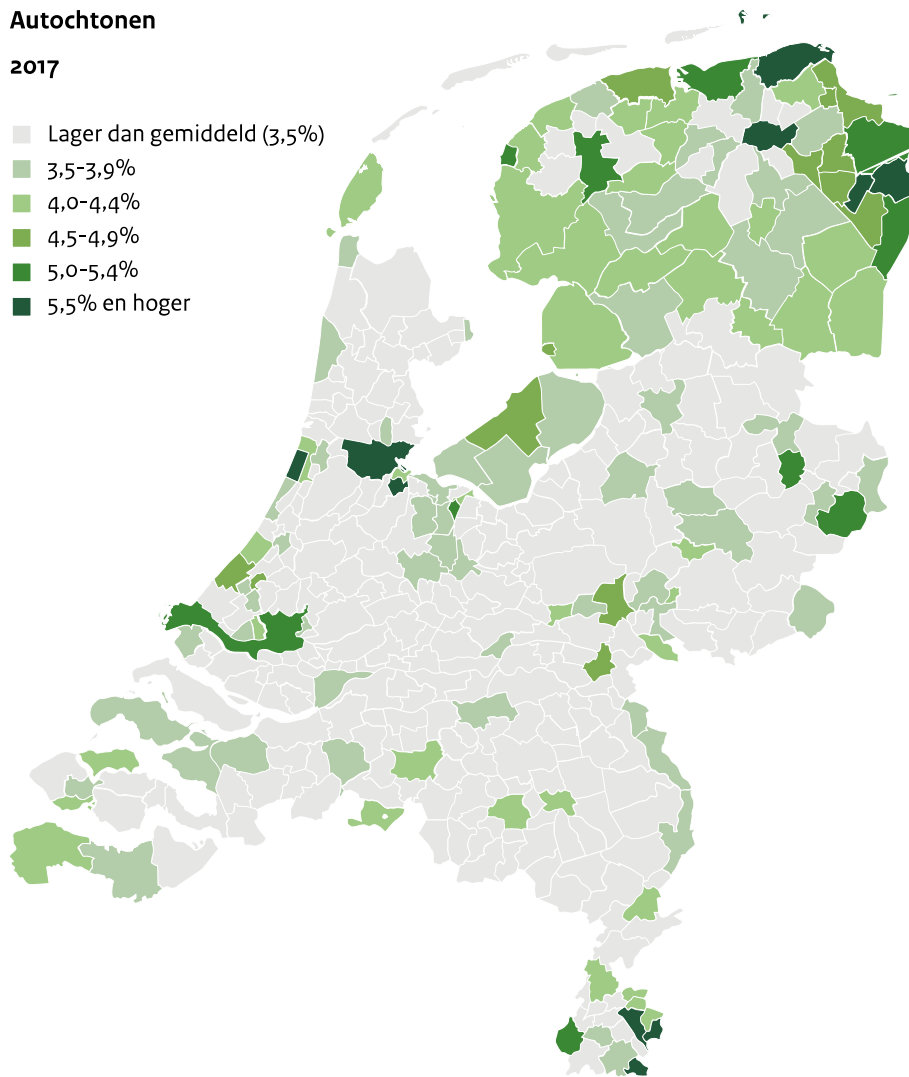 Autochtonen
2017
Lager dan gemiddeld (3,5%)
3,5-3,9%
4,0-4,4%
4,5-4,9%
5,0-5,4%
5,5% en hoger